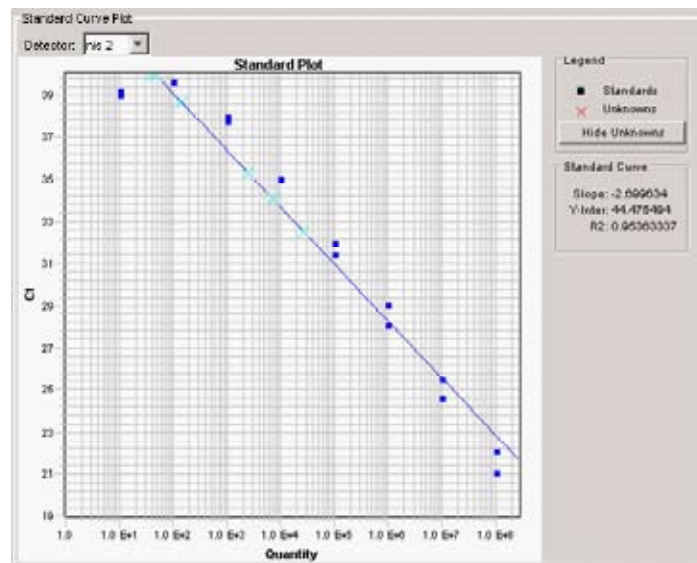 Standard Curve Plot
Detector: nis 2
Standard Plot
39
37
35
33
31
29
27
25
23
21
19
Ct
1.0 1.0 E+1 1.0 E+2 1.0 E+3 1.0 E+4 1.0 E+5 1.0 E+6 1.0 E+7 1.0 E+8
Quantity
Legend
Standards
Unknowns
Hide Unknowns
Standard Curve
Slope: -2.699634
Y-Inter: 44.476494
R2: 0.95363337